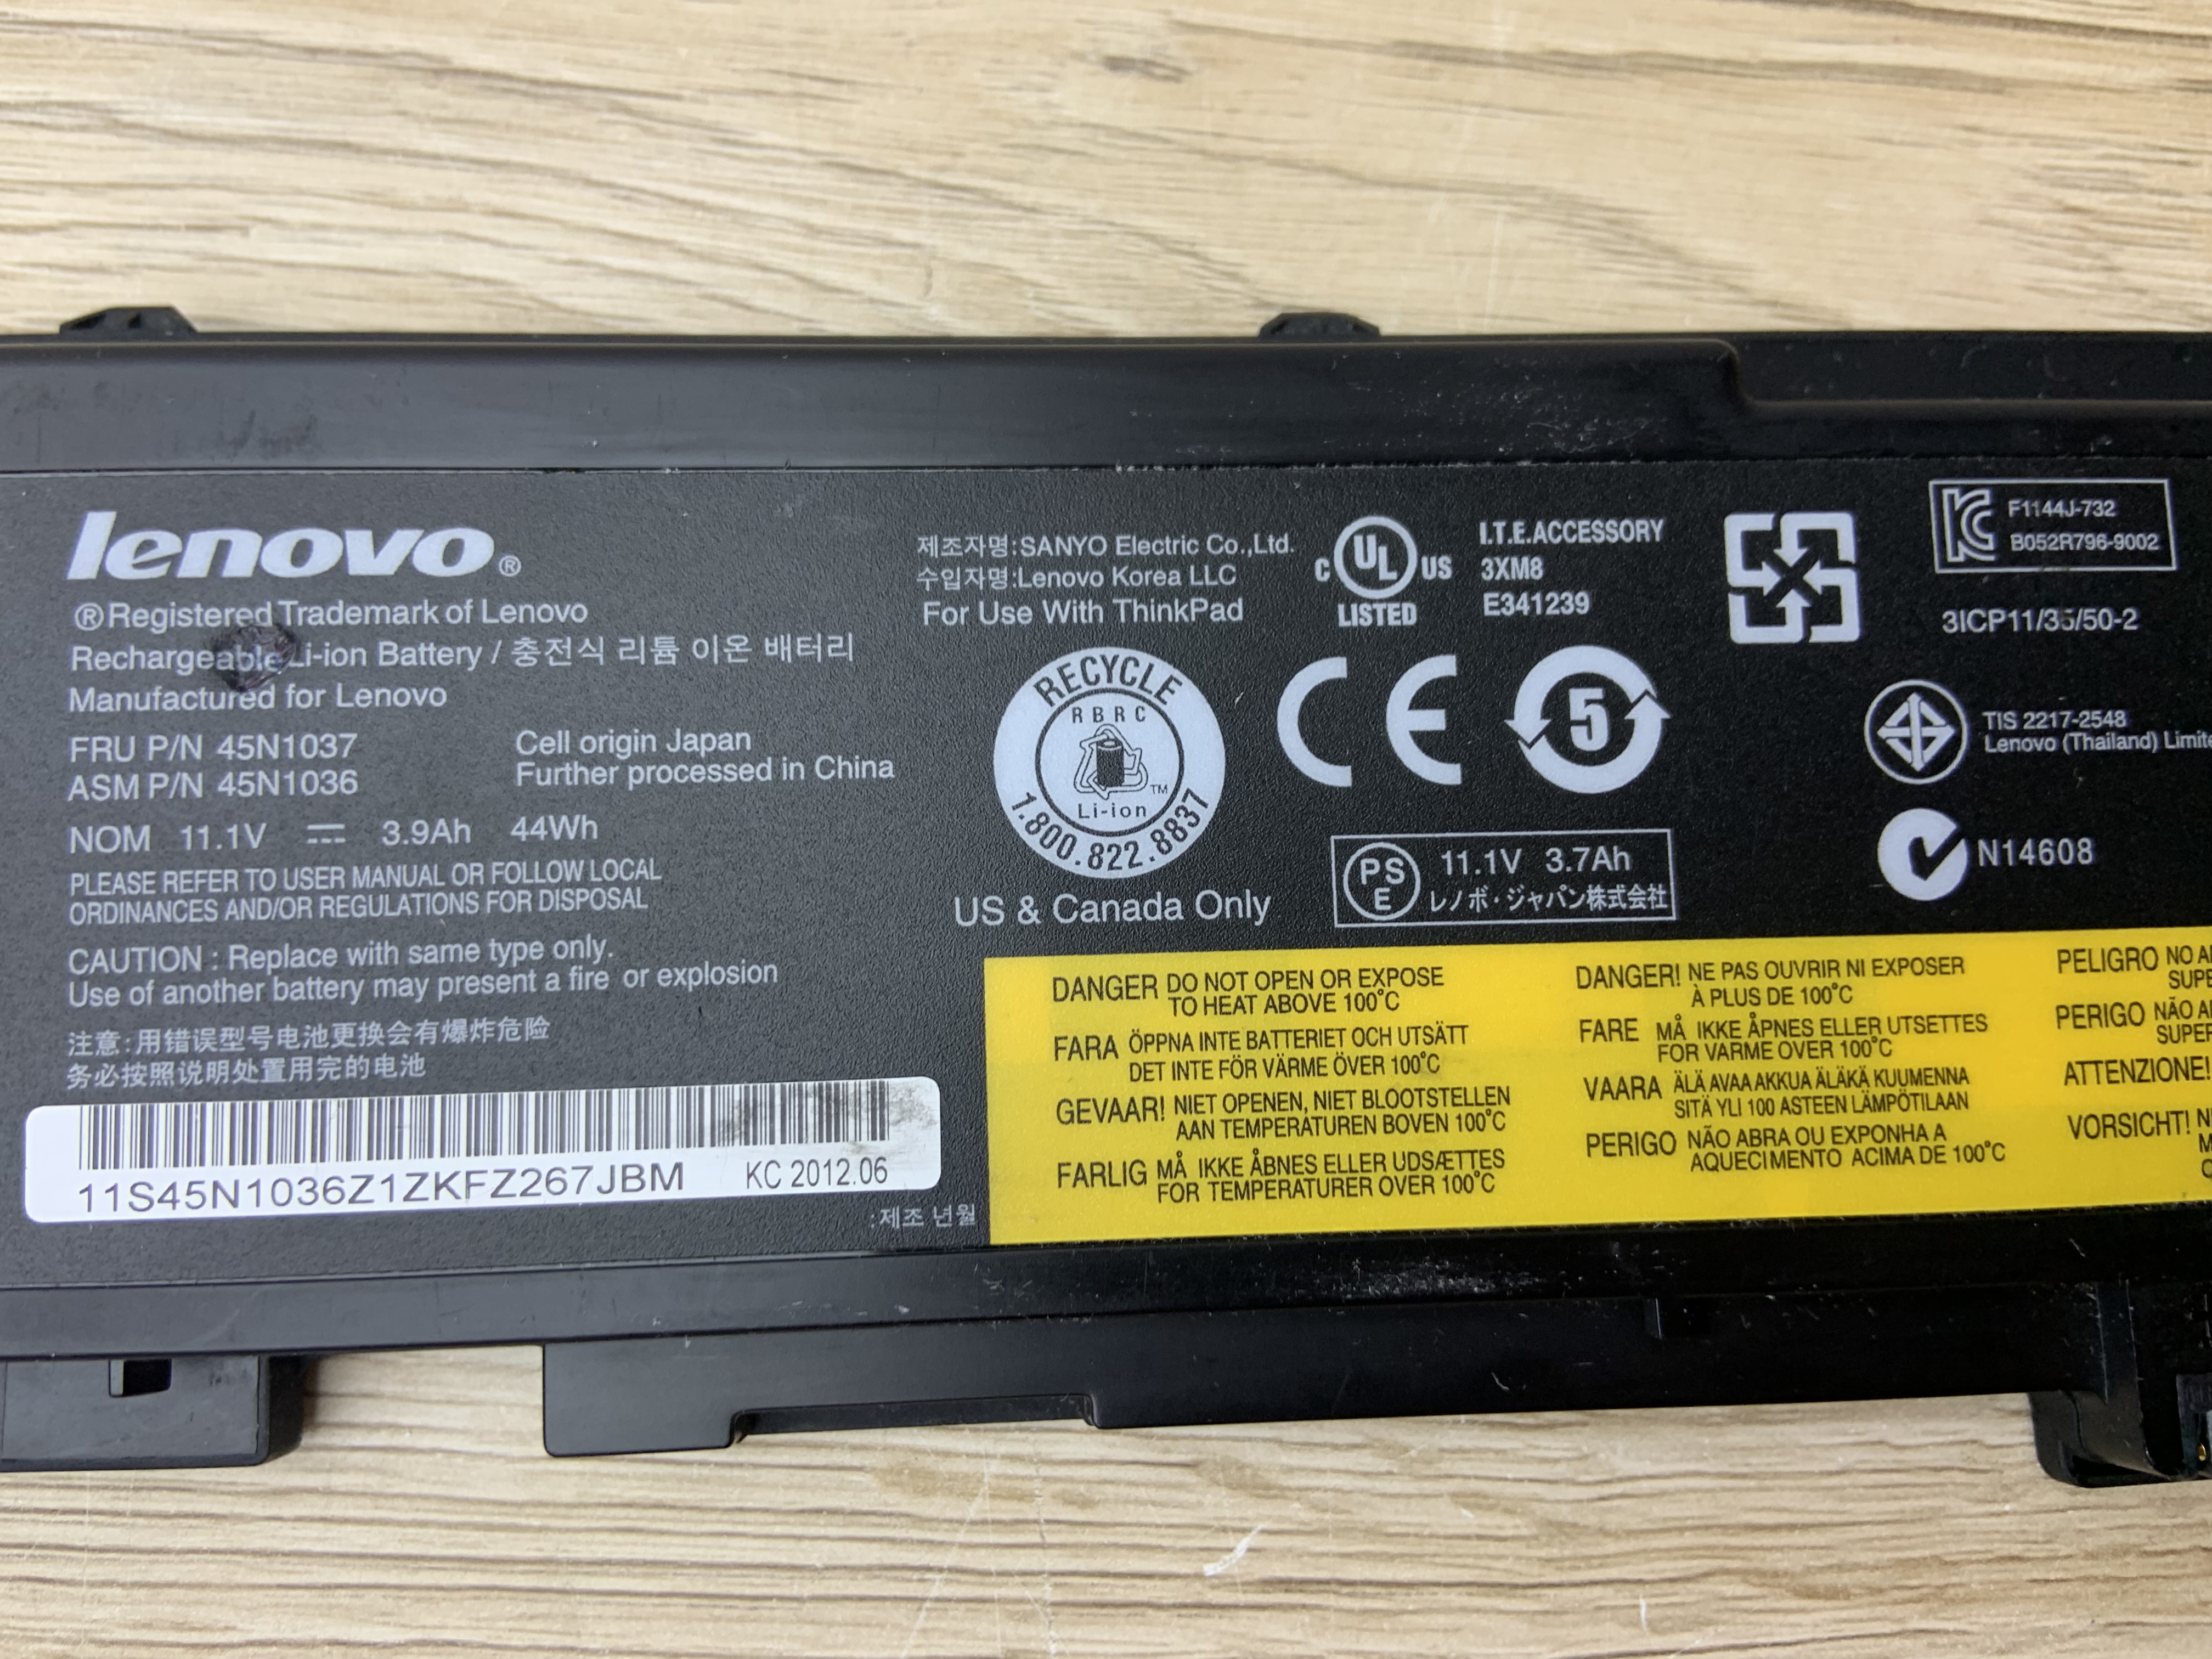 lenovo®
®Registered Trademark of Lenovo
Rechargeable Li-ion Battery / 충전식 리튬 이온 배터리
Manufactured for Lenovo
FRU P/N 45N1037
ASM P/N 45N1036
Cell origin Japan
Further processed in China
NOM 11.1V ⎓ 3.9Ah 44Wh
PLEASE REFER TO USER MANUAL OR FOLLOW LOCAL
ORDINANCES AND/OR REGULATIONS FOR DISPOSAL
CAUTION : Replace with same type only.
Use of another battery may present a fire or explosion
注意:用错误型号电池更换会有爆炸危险
务必按照说明处置用完的电池
11S45N1036Z1ZKFZ267JBM KC 2012.06
:제조 년월
제조자명:SANYO Electric Co.,Ltd.
수입자명:Lenovo Korea LLC
For Use With ThinkPad
C UL US
LISTED
I.T.E.ACCESSORY
3XM8
E341239
RECYCLE
RBRC
TM
Li-ion
1.800.822.8837
US & Canada Only
CE
5
PS
E
11.1V 3.7Ah
レノボ・ジャパン株式会社
F1144J-732
B052R796-9002
3ICP11/35/50-2
TIS 2217-2548
Lenovo (Thailand)
N14608
DANGER DO NOT OPEN OR EXPOSE
TO HEAT ABOVE 100°C
FARA ÖPPNA INTE BATTERIET OCH UTSÄTT
DET INTE FÖR VÄRME ÖVER 100°C
GEVAAR! NIET OPENEN, NIET BLOOTSTELLEN
AAN TEMPERATUREN BOVEN 100°C
FARLIG MÅ IKKE ÅBNES ELLER UDSÆTTES
FOR TEMPERATURER OVER 100°C
DANGER! NE PAS OUVRIR NI EXPOSER
À PLUS DE 100°C
FARE MÅ IKKE ÅPNES ELLER UTSETTES
FOR VARME OVER 100°C
VAARA ÄLÄ AVAA AKKUA ÄLÄKÄ KUUMENNA
SITÄ YLI 100 ASTEEN LÄMPÖTILAAN
PERIGO NÃO ABRA OU EXPONHA A
AQUECIMENTO ACIMA DE 100°C
PELIGRO NO
PERIGO NÃO
ATTENZIONE!
VORSICHT!